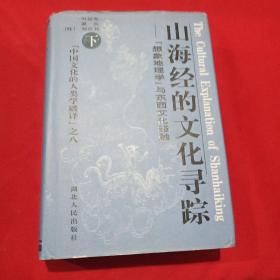 山海经的文化寻踪
——「想象地理学」与东西文化碰触
The Cultural Explanation of Shanhaiking
下
「中国文化的人类学破译」之八
湖北人民出版社